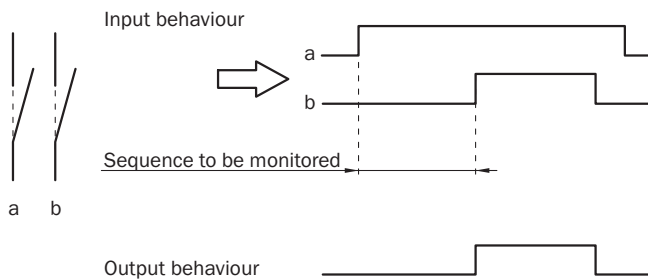 Input behaviour
a
b
Sequence to be monitored
a b
Output behaviour